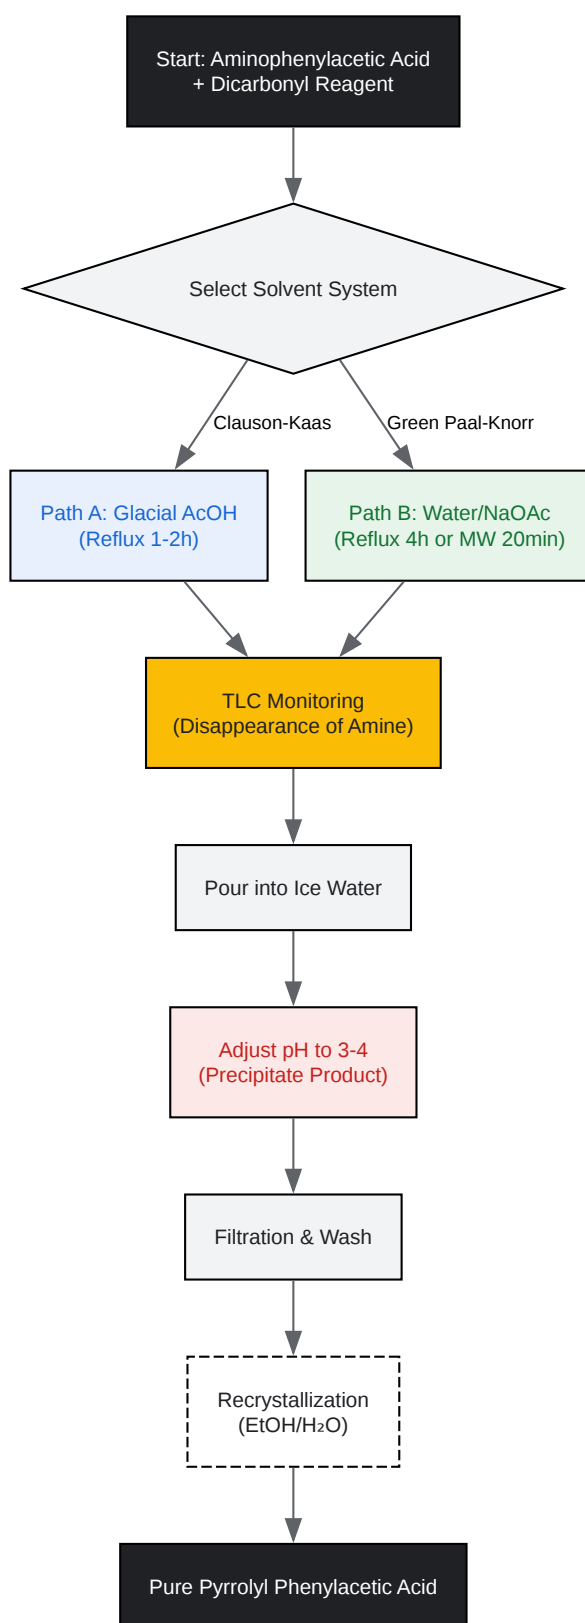 Start: Aminophenylacetic Acid
+ Dicarbonyl Reagent
Select Solvent System
Clauson-Kaas
Green Paal-Knorr
Path A: Glacial AcOH
(Reflux 1-2h)
Path B: Water/NaOAc
(Reflux 4h or MW 20min)
TLC Monitoring
(Disappearance of Amine)
Pour into Ice Water
Adjust pH to 3-4
(Precipitate Product)
Filtration & Wash
Recrystallization
(EtOH/H₂O)
Pure Pyrrolyl Phenylacetic Acid